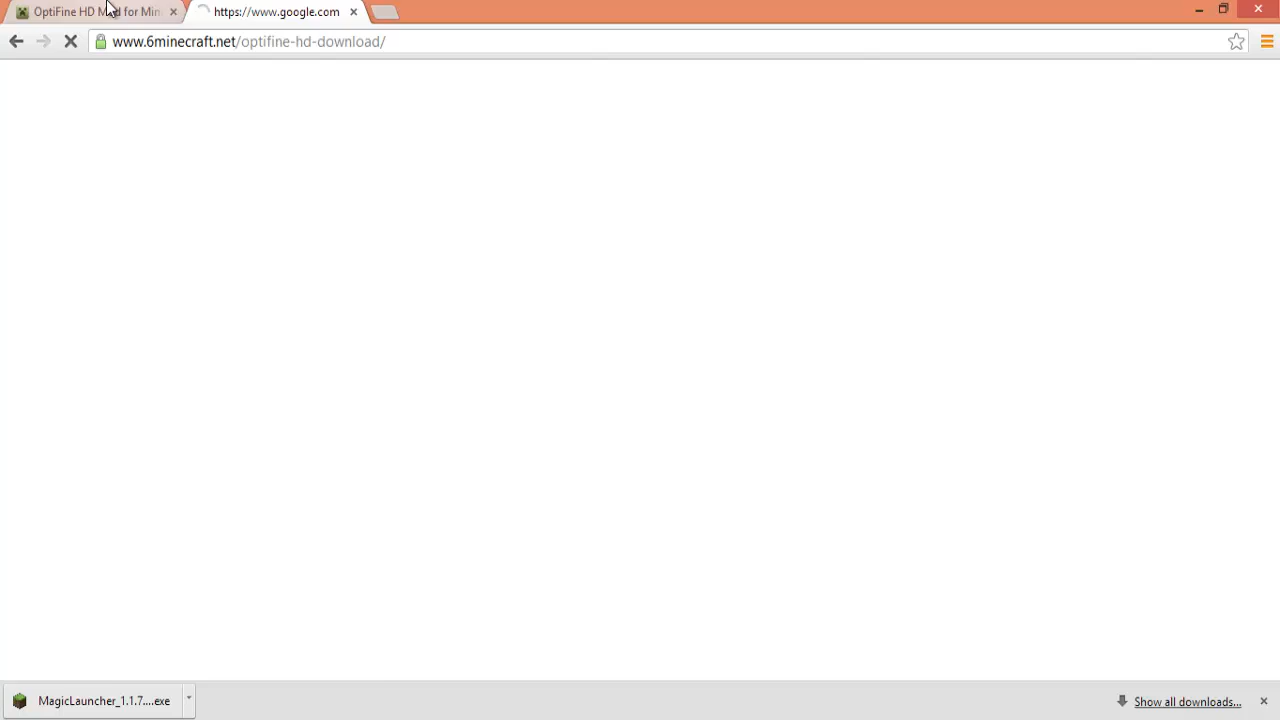 OptiFine HD M d for Min
https://www.google.com
www.6minecraft.net/optifine-hd-download/
MagicLauncher_1.1.7....exe
Show all downloads...